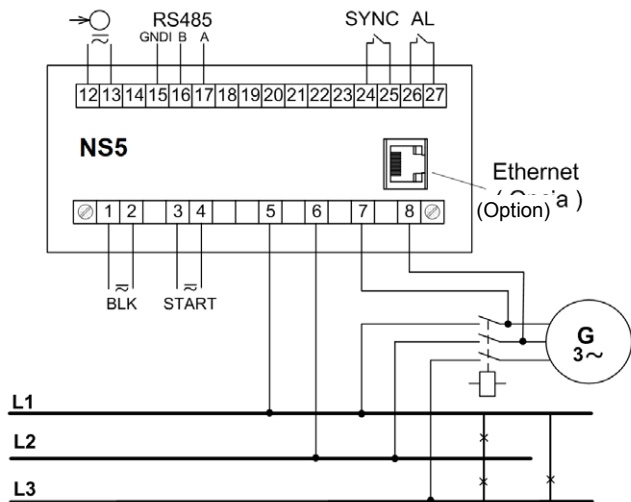 RS485 SYNC AL
GNDI B A
12 13 14 15 16 17 18 19 20 21 22 23 24 25 26 27
NS5
Ethernet
(Option)
1 2 3 4 5 6 7 8
BLK START
G
3~
L1
L2
L3